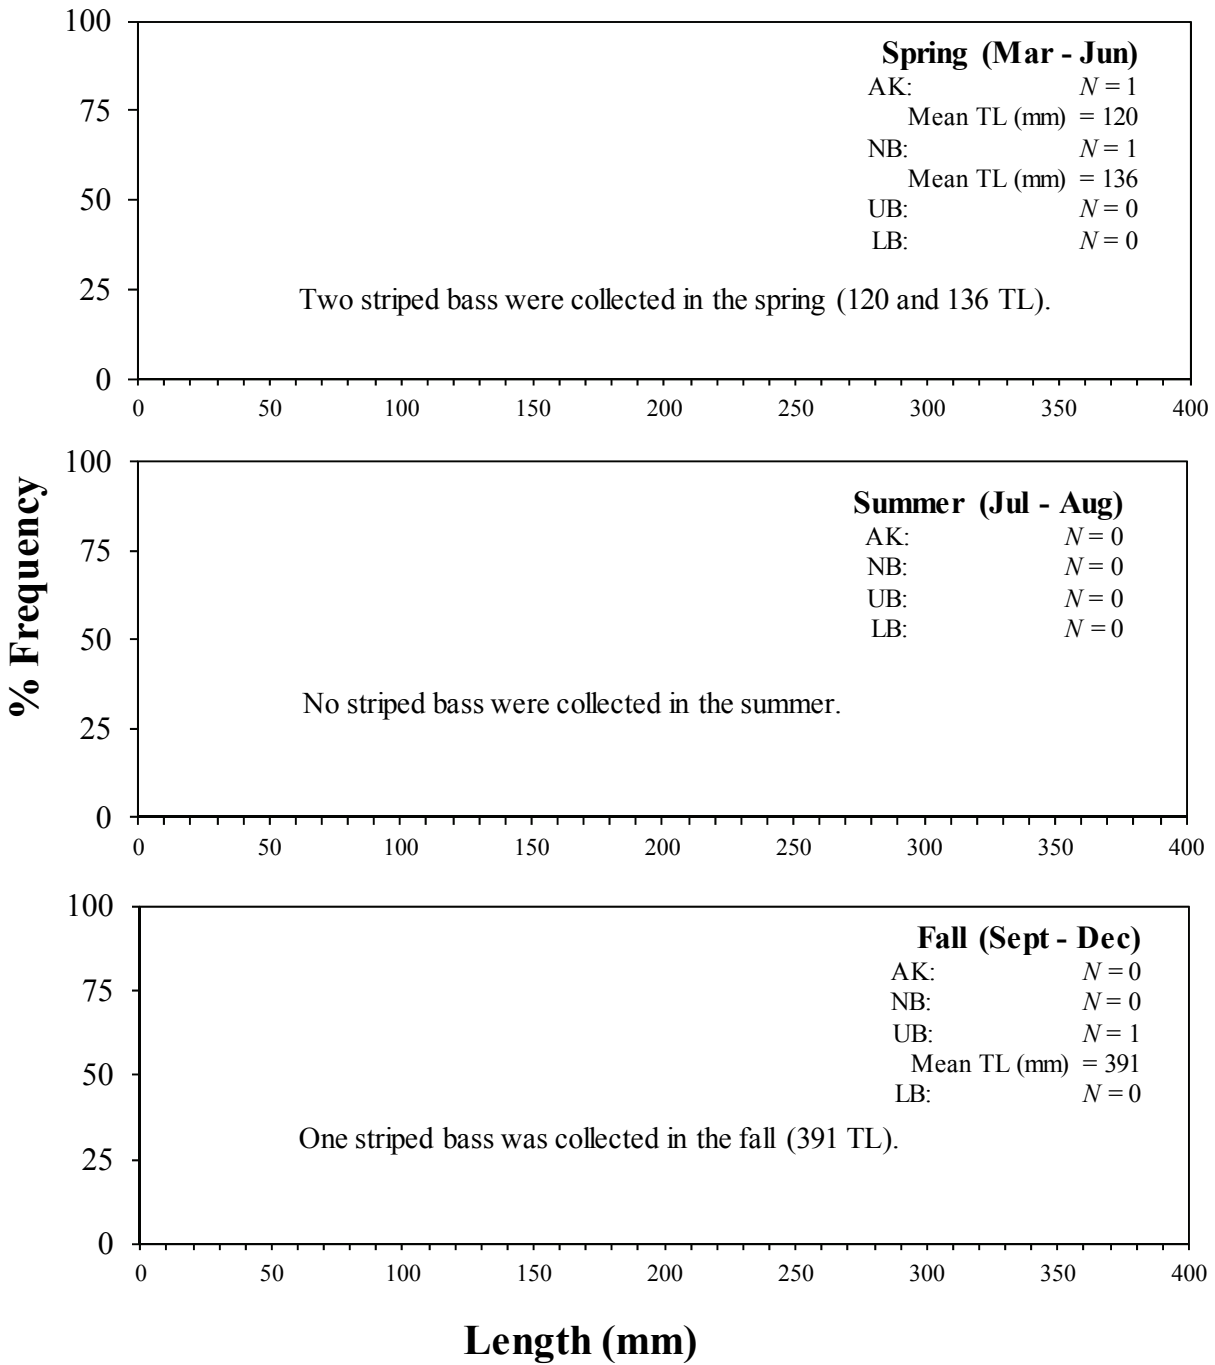 100
Spring (Mar - Jun)
AK: N = 1
75
Mean TL (mm) = 120
NB: N = 1
Mean TL (mm) = 136
50
UB: N = 0
LB: N = 0
25
Two striped bass were collected in the spring (120 and 136 TL).
0
0 50 100 150 200 250 300 350 400
% Frequency
100
Summer (Jul - Aug)
AK: N = 0
75
NB: N = 0
UB: N = 0
LB: N = 0
50
No striped bass were collected in the summer.
25
0
0 50 100 150 200 250 300 350 400
100
Fall (Sept - Dec)
AK: N = 0
75
NB: N = 0
UB: N = 1
Mean TL (mm) = 391
50
LB: N = 0
One striped bass was collected in the fall (391 TL).
25
0
0 50 100 150 200 250 300 350 400
Length (mm)